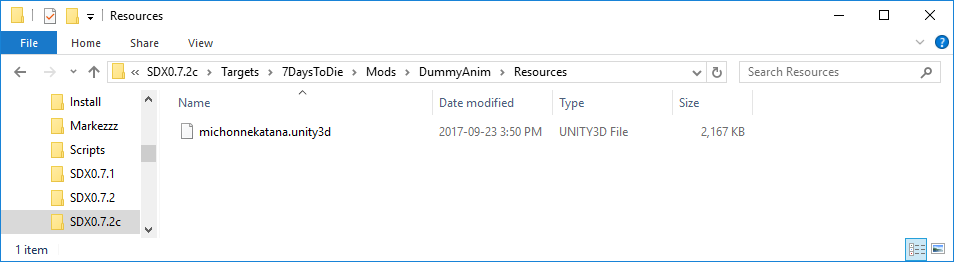 Resources
File Home Share View
« SDX0.7.2c > Targets > 7DaysToDie > Mods > DummyAnim > Resources Search Resources
Install
Markezzz
Scripts
SDX0.7.1
SDX0.7.2
SDX0.7.2c
Name Date modified Type Size
michonnekatana.unity3d 2017-09-23 3:50 PM UNITY3D File 2,167 KB
1 item